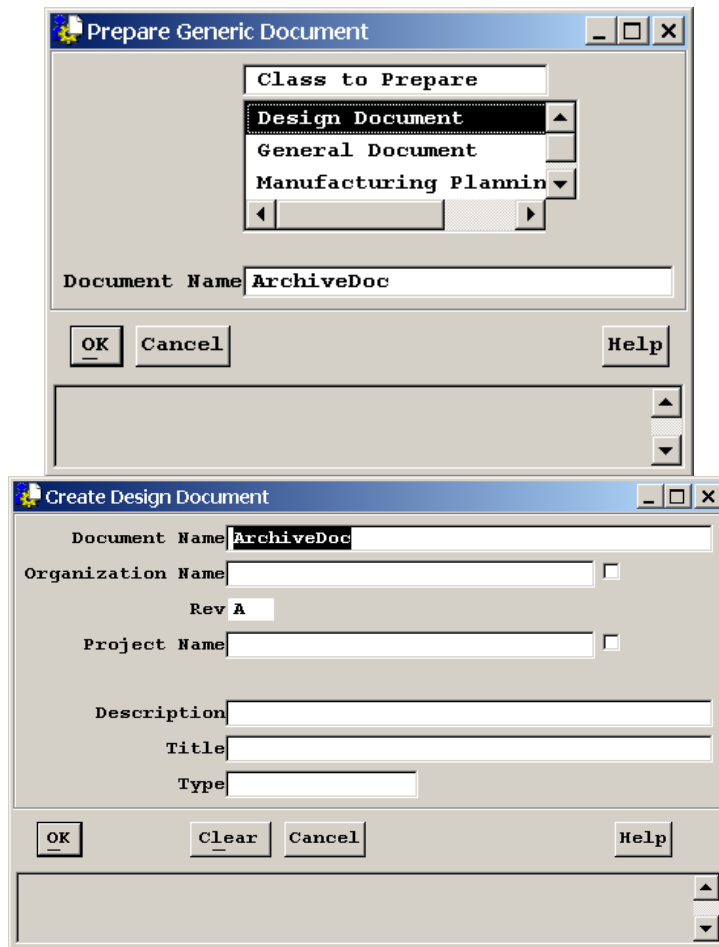 Prepare Generic Document
Class to Prepare
Design Document
General Document
Manufacturing Plannin
Document Name ArchiveDoc
OK Cancel Help
Create Design Document
Document Name ArchiveDoc
Organization Name
Rev A
Project Name
Description
Title
Type
OK Clear Cancel Help